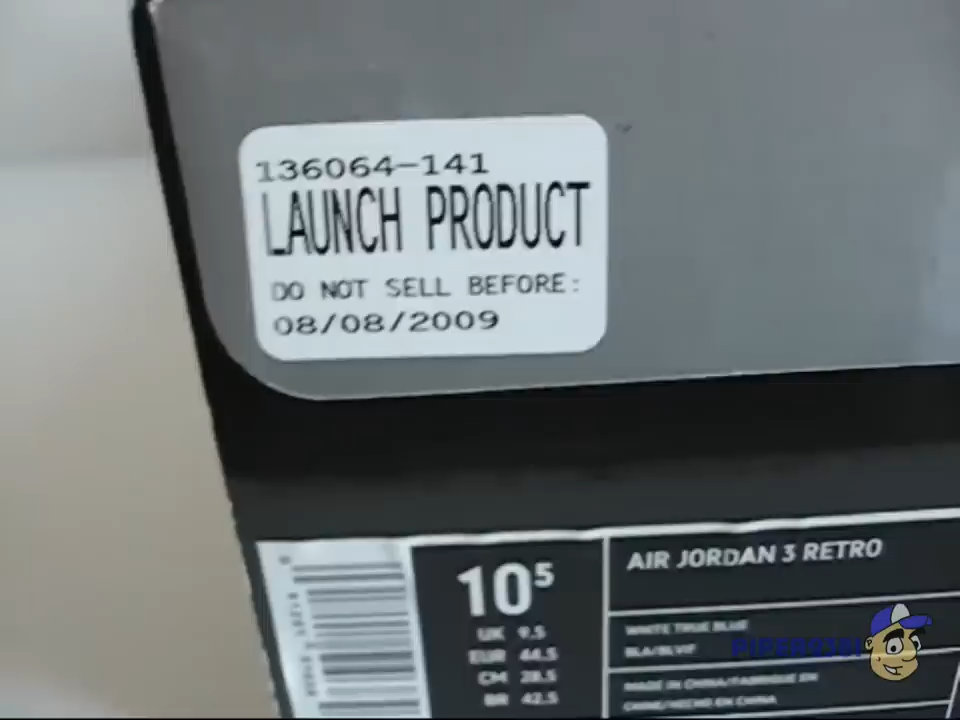 136064-141
LAUNCH PRODUCT
DO NOT SELL BEFORE:
08/08/2009
10⁵
UK 9.5
EUR 44.5
CM 28.5
BR 42.5
AIR JORDAN 3 RETRO
WHITE TRUE BLUE
MADE IN CHINA/FABRIQUE EN
CHINE/HECHO EN CHINA